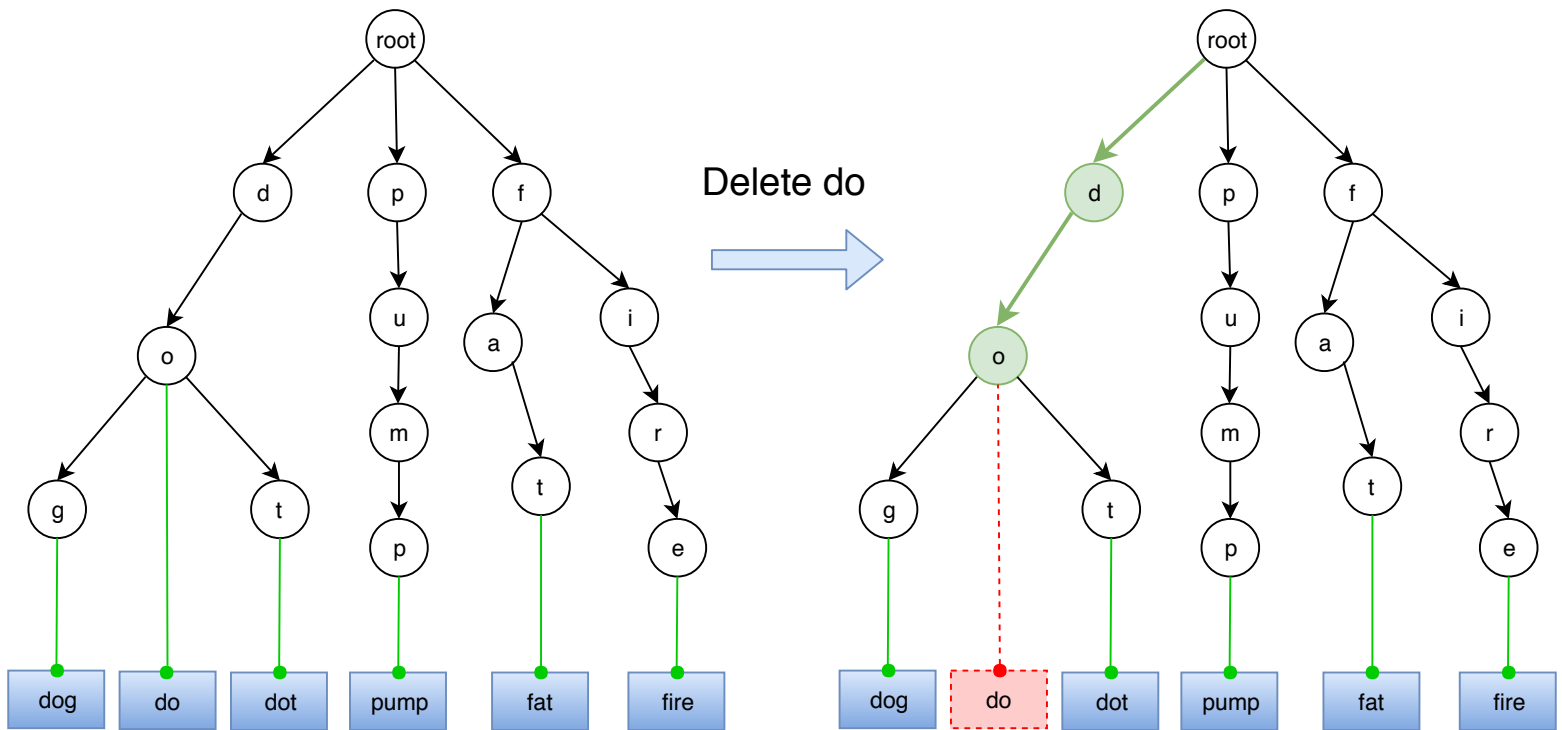 root
root
d
p
f
Delete do
d
p
f
u
i
u
i
a
a
o
o
m
r
m
r
t
t
g
t
g
t
p
e
p
e
dog
do
dot
pump
fat
fire
dog
do
dot
pump
fat
fire